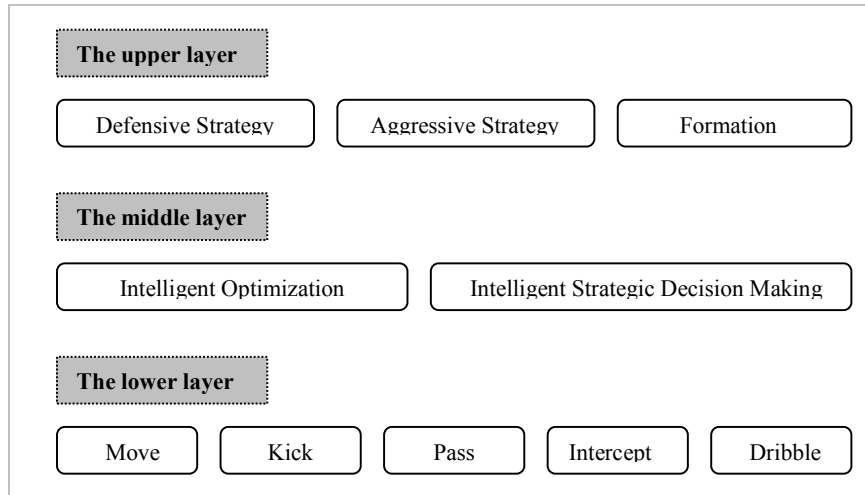 The upper layer
Defensive Strategy
Aggressive Strategy
Formation
The middle layer
Intelligent Optimization
Intelligent Strategic Decision Making
The lower layer
Move
Kick
Pass
Intercept
Dribble